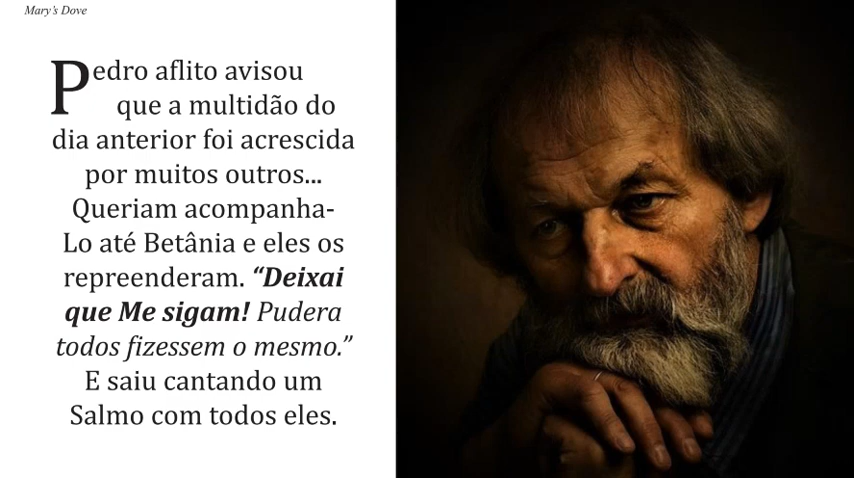 Mary's Dove
Pedro aflito avisou
que a multidão do
dia anterior foi acrescida
por muitos outros...
Queriam acompanha-
Lo até Betânia e eles os
repreenderam. “Deixai
que Me sigam! Pudera
todos fizessem o mesmo.”
E saiu cantando um
Salmo com todos eles.